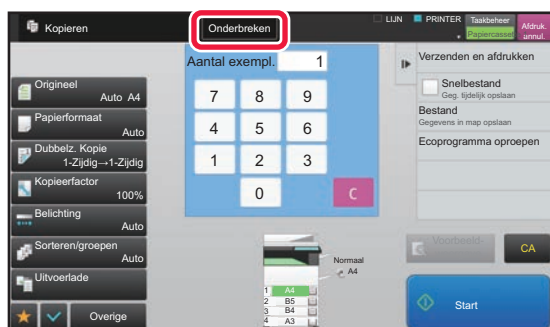 Kopieren
Onderbreken
LIJN
PRINTER
Taakbeheer
Papiercasset
Afdruk.
annul.
Origineel
Auto A4
Papierformaat
Auto
Dubbelz. Kopie
1-Zijdig→1-Zijdig
Kopieerfactor
100%
Belichting
Auto
Sorteren/groepen
Auto
Uitvoerlade
Overige
Aantal exempl. 1
7 8 9
4 5 6
1 2 3
0 C
Normaal
A4
1 A4
2 B5
3 B4
4 A3
Verzenden en afdrukken
Snelbestand
Geg. tijdelijk opslaan
Bestand
Gegevens in map opslaan
Ecoprogramma oproepen
Voorbeeld-
CA
Start